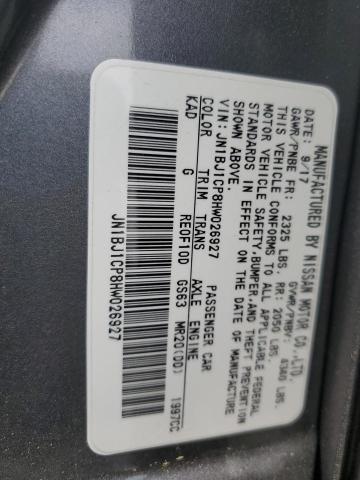 MANUFACTURED BY NISSAN MOTOR CO.,LTD.
DATE: 9/17 GVWR/PNBV: 4340 LBS.
GAWR/PNBE FR: 2325 LBS. RR: 2050 LBS.
THIS VEHICLE CONFORMS TO ALL APPLICABLE FEDERAL
MOTOR VEHICLE SAFETY,BUMPER,AND THEFT PREVENTION
STANDARDS IN EFFECT ON THE DATE OF MANUFACTURE
SHOWN ABOVE.
VIN: JN1BJ1CP8HW026927 PASSENGER CAR
COLOR TRIM TRANS AXLE ENGINE
KAD G RE0F10D GS63 MR20(DD) 1997CC
JN1BJ1CP8HW026927